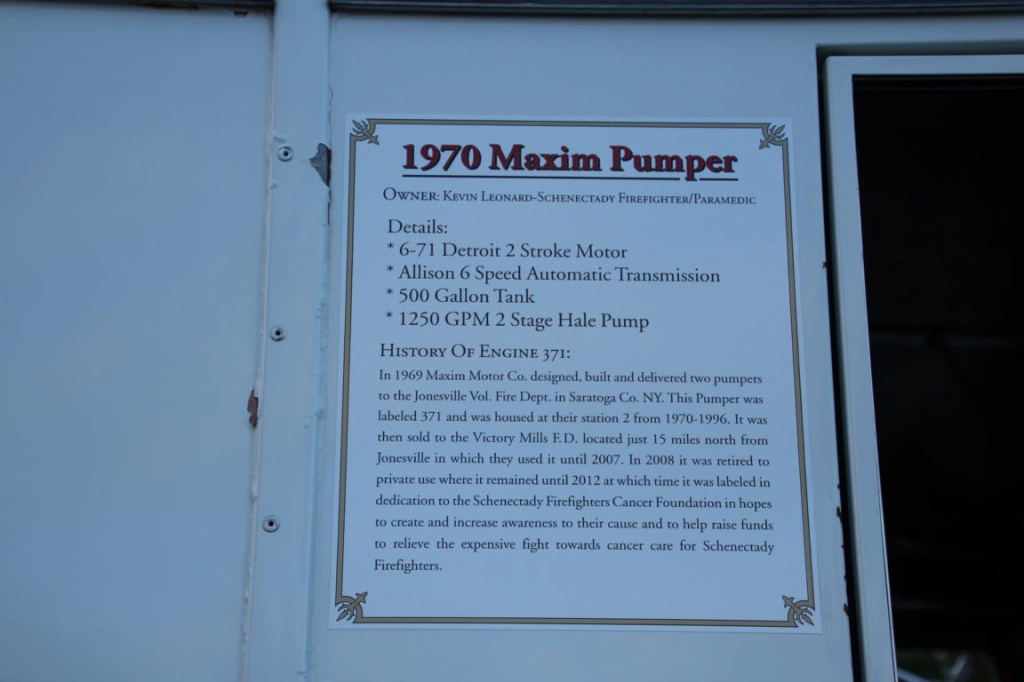 1970 Maxim Pumper
Owner: Kevin Leonard-Schenectady Firefighter/Paramedic
Details:
* 6-71 Detroit 2 Stroke Motor
* Allison 6 Speed Automatic Transmission
* 500 Gallon Tank
* 1250 GPM 2 Stage Hale Pump
History Of Engine 371:
In 1969 Maxim Motor Co. designed, built and delivered two pumpers
to the Jonesville Vol. Fire Dept. in Saratoga Co. NY. This Pumper was
labeled 371 and was housed at their station 2 from 1970-1996. It was
then sold to the Victory Mills F.D. located just 15 miles north from
Jonesville in which they used it until 2007. In 2008 it was retired to
private use where it remained until 2012 at which time it was labeled in
dedication to the Schenectady Firefighters Cancer Foundation in hopes
to create and increase awareness to their cause and to help raise funds
to relieve the expensive fight towards cancer care for Schenectady
Firefighters.